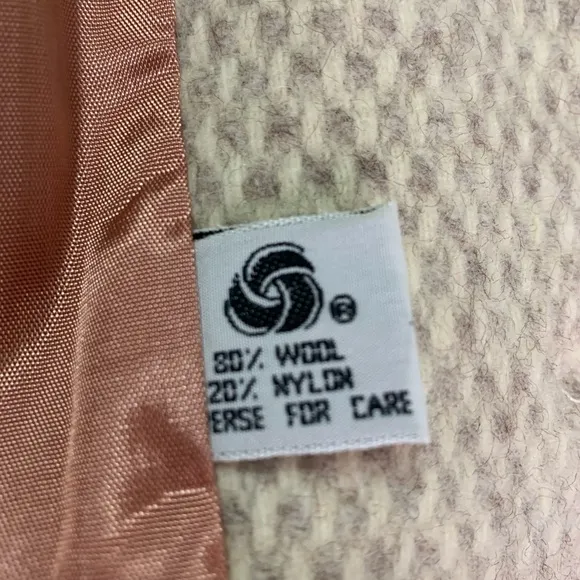 ®
80% WOOL
20% NYLON
ERSE FOR CARE